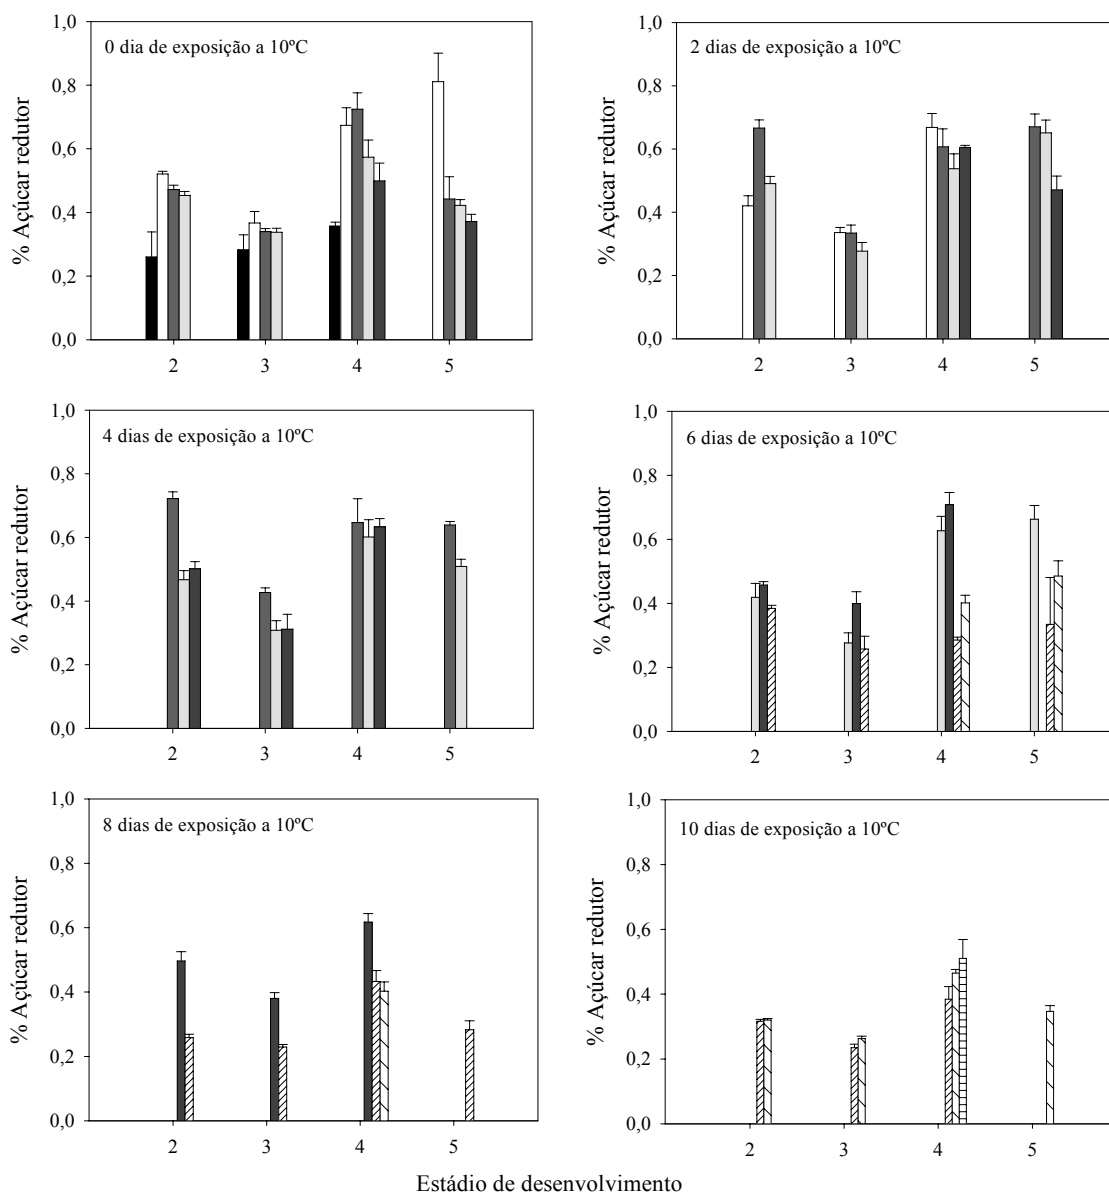 0 dia de exposição a 10ºC
% Açúcar redutor
1,0
0,8
0,6
0,4
0,2
0,0
2 3 4 5
2 dias de exposição a 10ºC
% Açúcar redutor
1,0
0,8
0,6
0,4
0,2
0,0
2 3 4 5
4 dias de exposição a 10ºC
% Açúcar redutor
1,0
0,8
0,6
0,4
0,2
0,0
2 3 4 5
6 dias de exposição a 10ºC
% Açúcar redutor
1,0
0,8
0,6
0,4
0,2
0,0
2 3 4 5
8 dias de exposição a 10ºC
% Açúcar redutor
1,0
0,8
0,6
0,4
0,2
0,0
2 3 4 5
10 dias de exposição a 10ºC
% Açúcar redutor
1,0
0,8
0,6
0,4
0,2
0,0
2 3 4 5
Estádio de desenvolvimento